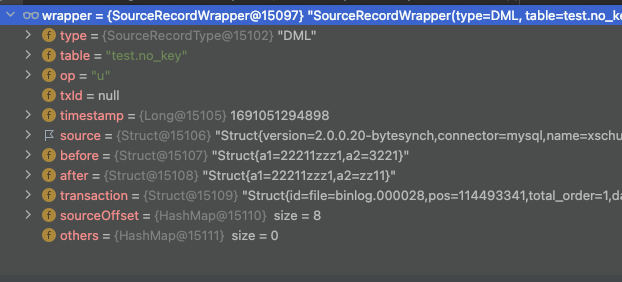 wrapper = {SourceRecordWrapper@15097} "SourceRecordWrapper(type=DML, table=test.no_ke
type = {SourceRecordType@15102} "DML"
table = "test.no_key"
op = "u"
txId = null
timestamp = {Long@15105} 1691051294898
source = {Struct@15106} "Struct{version=2.0.0.20-bytesynch,connector=mysql,name=xschu
before = {Struct@15107} "Struct{a1=22211zzz1,a2=3221}"
after = {Struct@15108} "Struct{a1=22211zzz1,a2=zz11}"
transaction = {Struct@15109} "Struct{id=file=binlog.000028,pos=114493341,total_order=1,da
sourceOffset = {HashMap@15110} size = 8
others = {HashMap@15111} size = 0